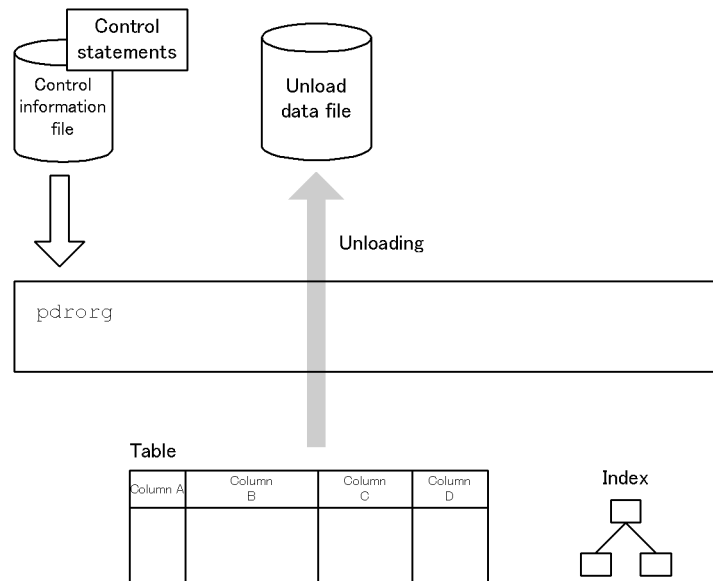 Control
statements
Control
information
file
Unload
data file
Unloading
pdrorg
Table
Column A
Column
B
Column
C
Column
D
Index